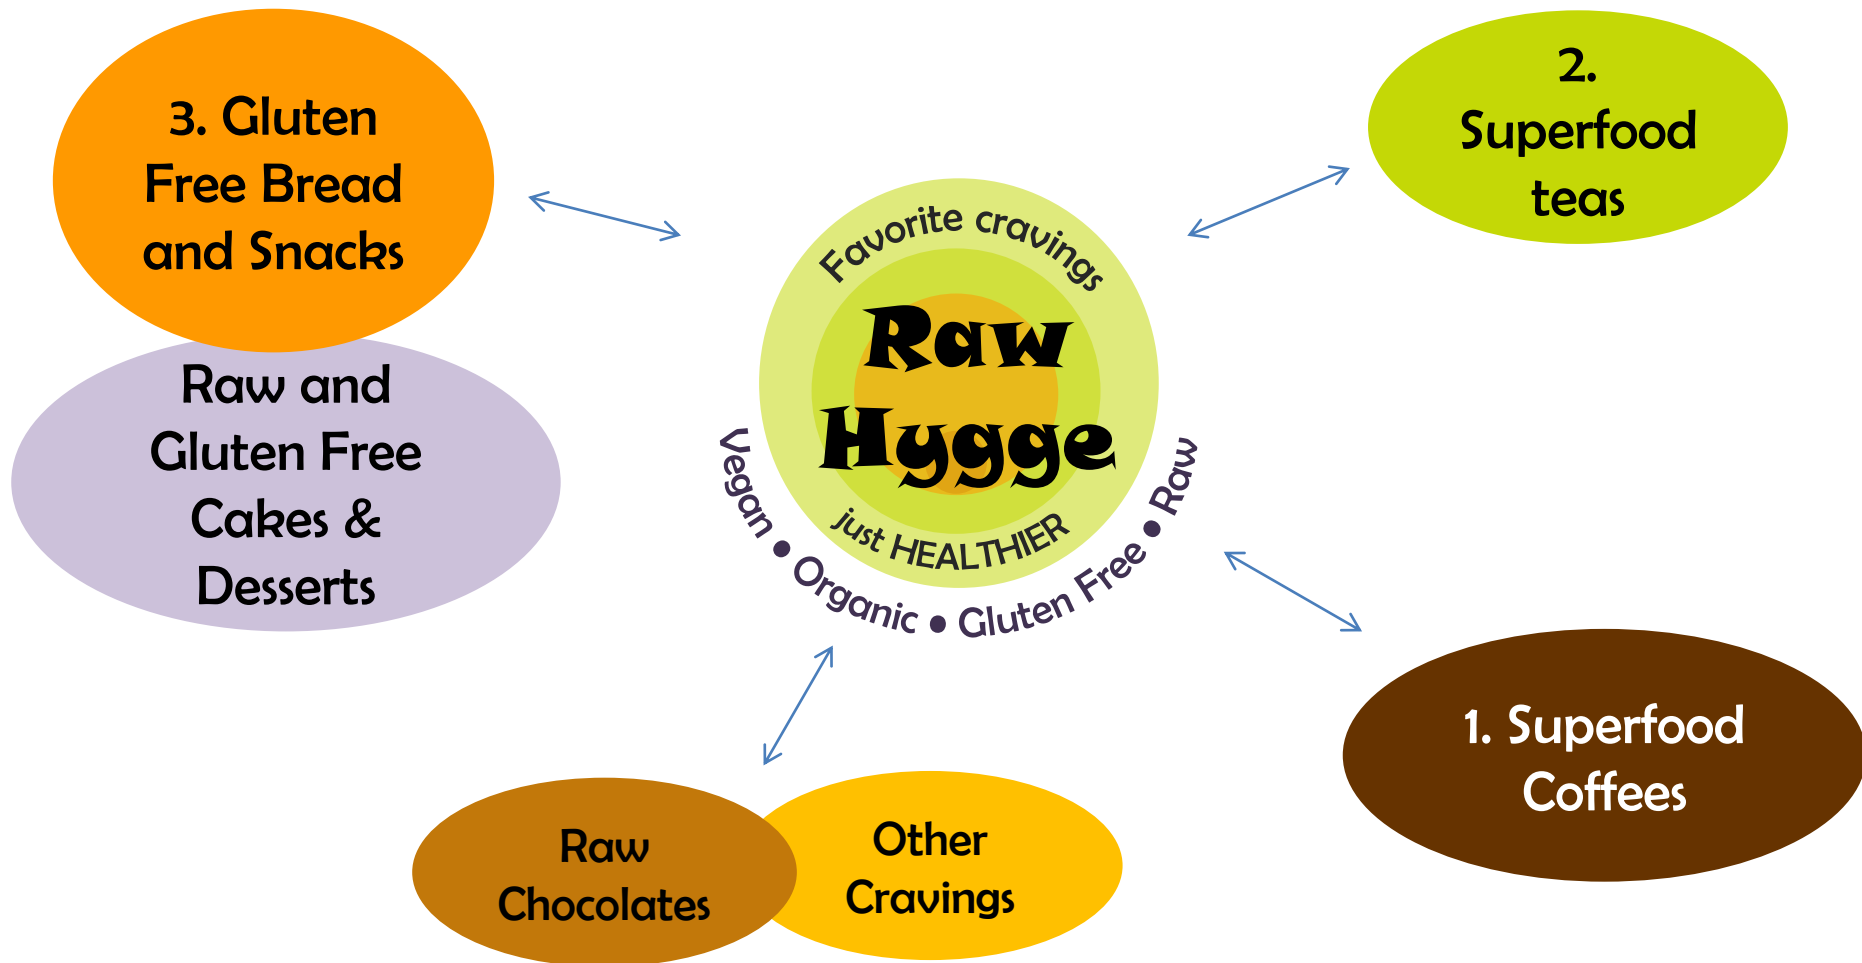 3. Gluten
Free Bread
and Snacks
Raw and
Gluten Free
Cakes &
Desserts
2.
Superfood
teas
Favorite cravings
Raw
Hygge
just HEALTHIER
Vegan • Organic • Gluten Free • Raw
1. Superfood
Coffees
Raw
Chocolates
Other
Cravings